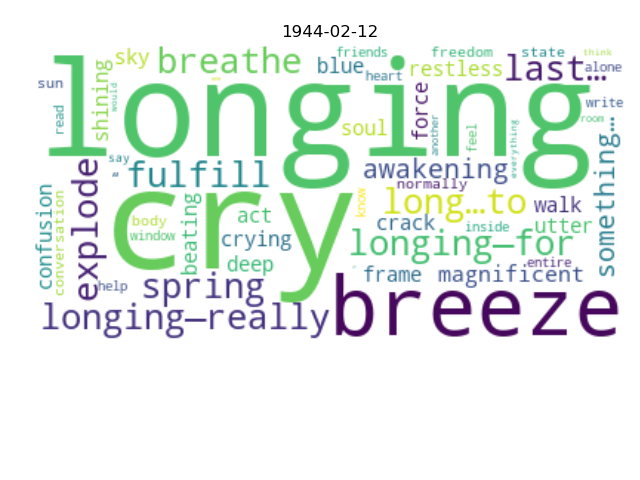 1944-02-12
longing
cry
breeze
longing—for
longing—really
long…to
last…
breathe
fulfill
explode
spring
awakening
something…
magnificent
force
soul
restless
shining
sky
blue
walk
crack
frame
utter
deep
act
crying
beating
confusion
conversation
body
window
help
say
“
read
sun
would
friends
heart
freedom
state
think
alone
write
room
another
feel
everything
normally
know
inside
entire